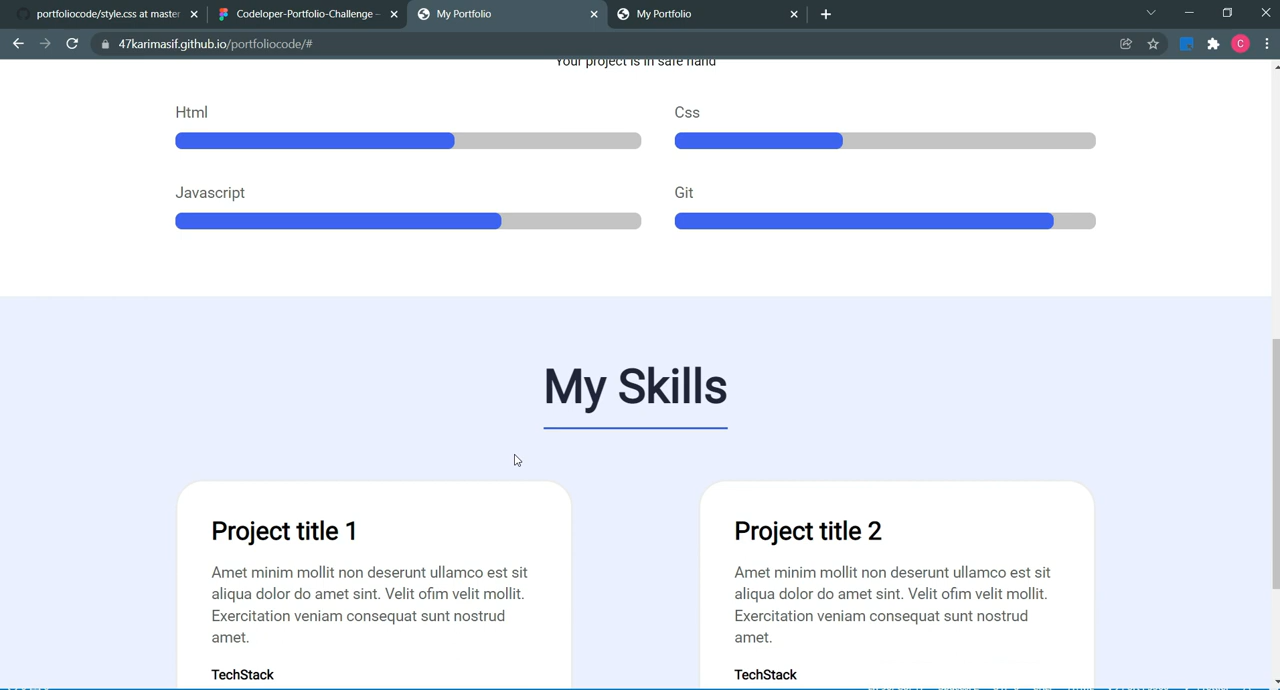 portfoliocode/style.css at master
Codeloper-Portfolio-Challenge –
My Portfolio
My Portfolio
47karimasif.github.io/portfoliocode/#
C
Your project is in safe hand
Html
Css
Javascript
Git
My Skills
Project title 1
Amet minim mollit non deserunt ullamco est sit
aliqua dolor do amet sint. Velit ofim velit mollit.
Exercitation veniam consequat sunt nostrud
amet.
TechStack
Project title 2
Amet minim mollit non deserunt ullamco est sit
aliqua dolor do amet sint. Velit ofim velit mollit.
Exercitation veniam consequat sunt nostrud
amet.
TechStack